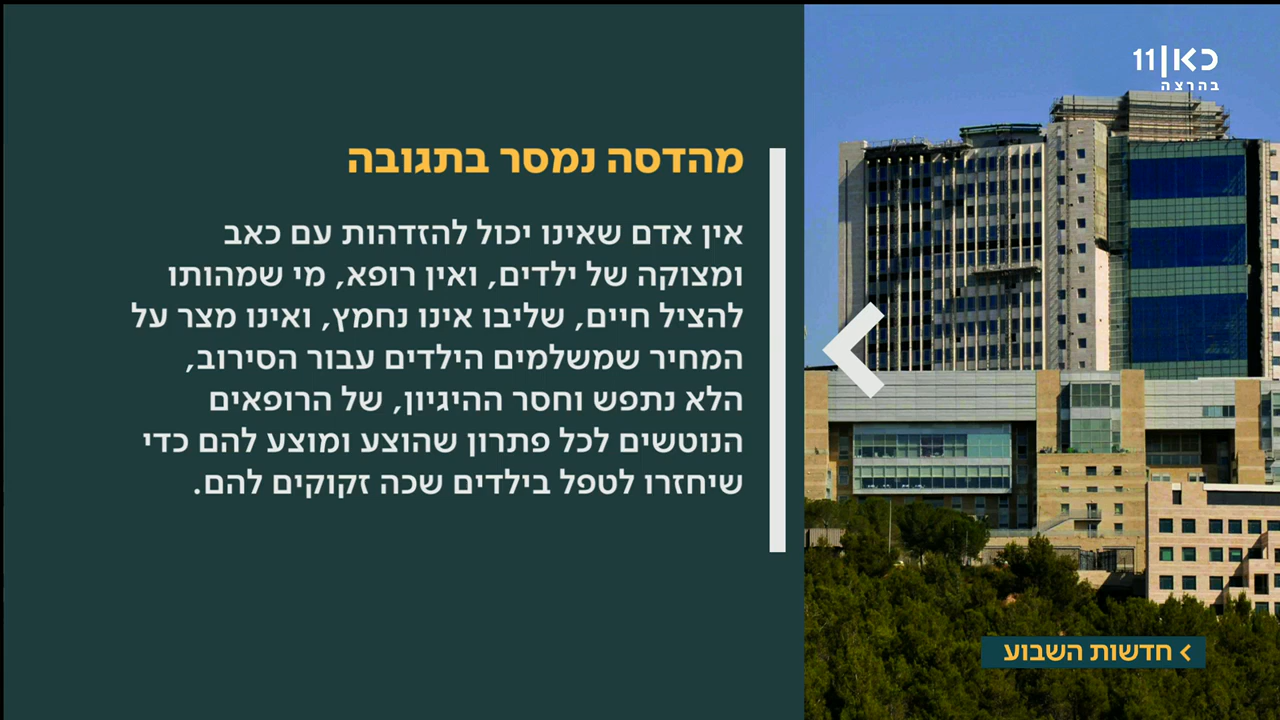 כאן 11
בהרצה
מהדסה נמסר בתגובה
אין אדם שאינו יכול להזדהות עם כאב
ומצוקה של ילדים, ואין רופא, מי שמהותו
להציל חיים, שליבו אינו נחמץ, ואינו מצר על
המחיר שמשלמים הילדים עבור הסירוב,
הלא נתפש וחסר ההיגיון, של הרופאים
הנוטשים לכל פתרון שהוצע ומוצע להם כדי
שיחזרו לטפל בילדים שכה זקוקים להם.
חדשות השבוע